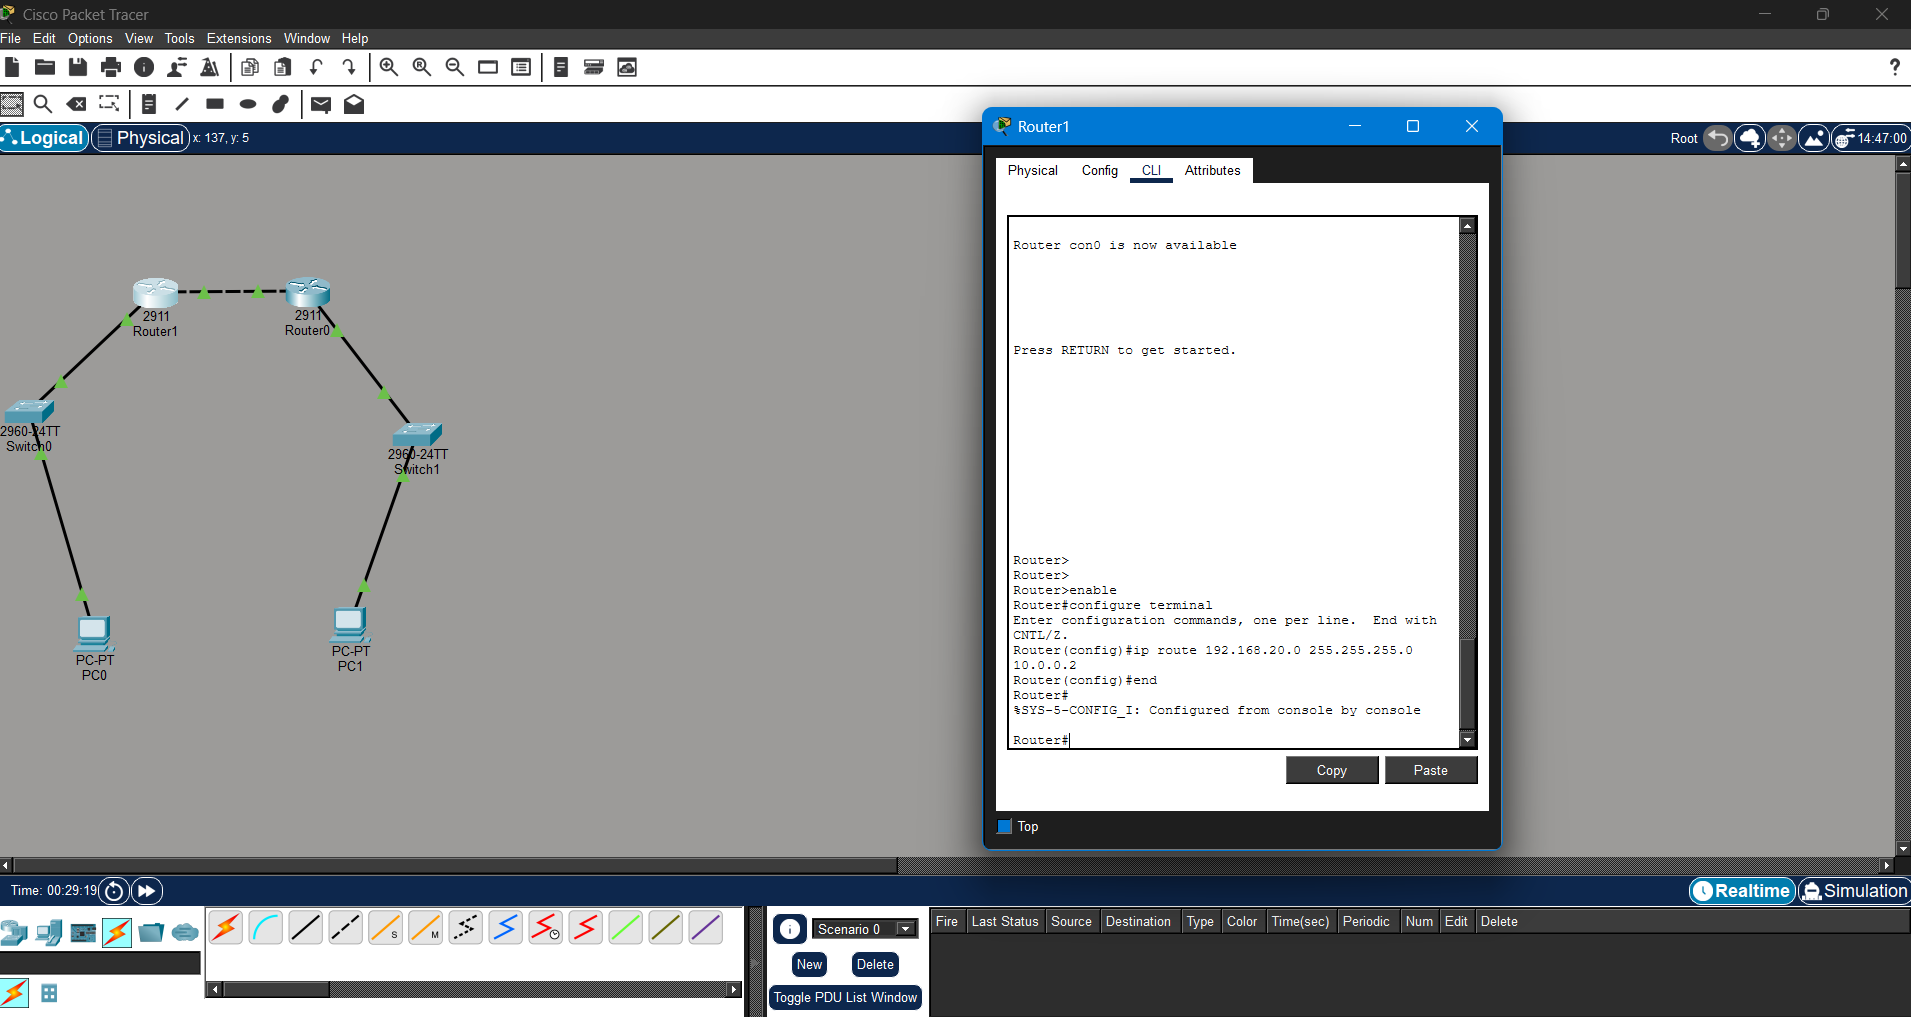 Cisco Packet Tracer
File Edit Options View Tools Extensions Window Help
?
Logical Physical x: 137, y: 5
Root 14:47:00
Router1
Physical Config CLI Attributes
Router con0 is now available
Press RETURN to get started.
Router>
Router>
Router>enable
Router#configure terminal
Enter configuration commands, one per line. End with
CNTL/Z.
Router(config)#ip route 192.168.20.0 255.255.255.0
10.0.0.2
Router(config)#end
Router#
%SYS-5-CONFIG_I: Configured from console by console
Router#
Copy Paste
Top
2911
Router1
2911
Router0
2960-24TT
Switch0
2960-24TT
Switch1
PC-PT
PC0
PC-PT
PC1
Time: 00:29:19
Realtime Simulation
S M
Scenario 0
New Delete
Toggle PDU List Window
Fire Last Status Source Destination Type Color Time(sec) Periodic Num Edit Delete